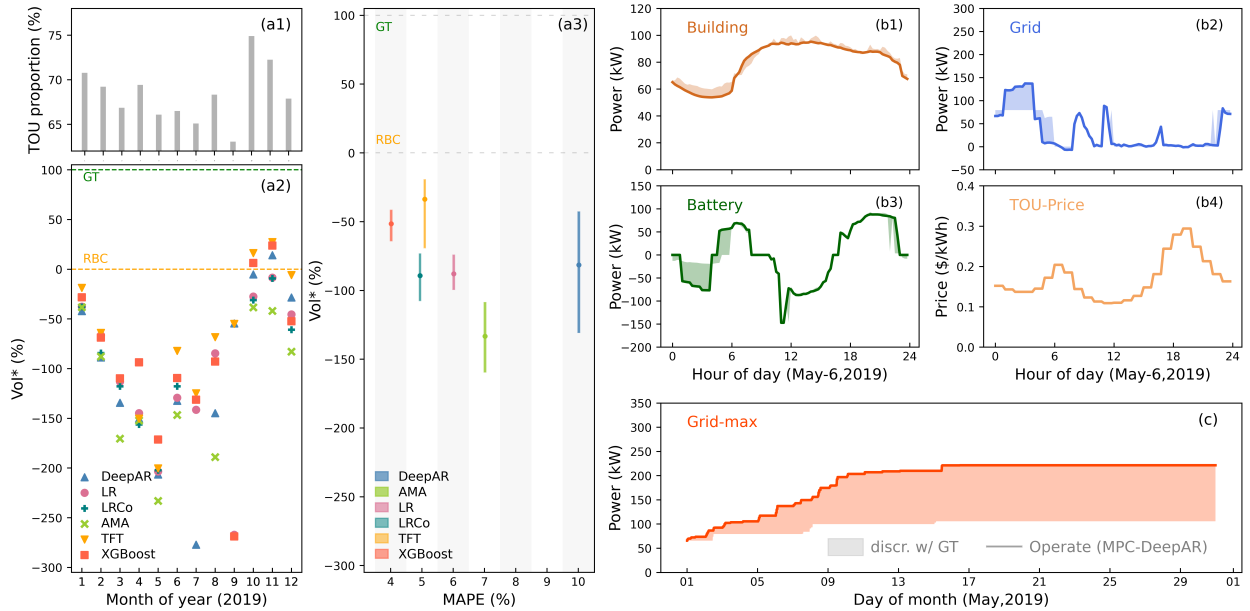 TOU proportion (%)
75
70
65
(a1)
Vol* (%)
100
50
0
−50
−100
−150
−200
−250
−300
(a2)
GT
RBC
DeepAR
LR
LRCo
AMA
TFT
XGBoost
1 2 3 4 5 6 7 8 9 10 11 12
Month of year (2019)
Vol* (%)
100
50
0
−50
−100
−150
−200
−250
−300
(a3)
GT
RBC
DeepAR
AMA
LR
LRCo
TFT
XGBoost
4 5 6 7 8 9 10
MAPE (%)
Power (kW)
120
100
80
60
40
20
0
Building
(b1)
Power (kW)
300
250
200
150
100
50
0
−50
Grid
(b2)
0 6 12 18 24
Power (kW)
150
100
50
0
−50
−100
−150
−200
Battery
(b3)
0 6 12 18 24
Hour of day (May-6,2019)
Price ($/kWh)
0.4
0.3
0.2
0.1
0.0
TOU-Price
(b4)
0 6 12 18 24
Hour of day (May-6,2019)
Power (kW)
350
300
250
200
150
100
50
0
Grid-max
(c)
discr. w/ GT
Operate (MPC-DeepAR)
01 05 09 13 17 21 25 29 01
Day of month (May,2019)